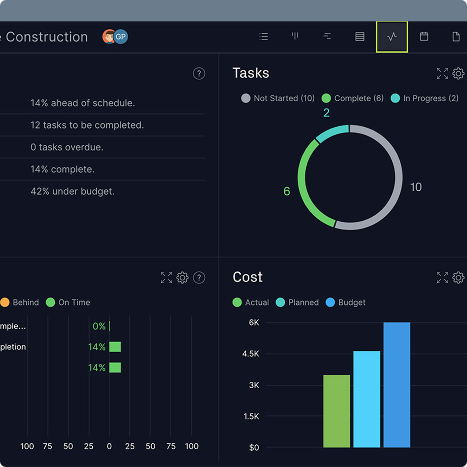 e Construction
GP
?
14% ahead of schedule.
12 tasks to be completed.
0 tasks overdue.
14% complete.
42% under budget.
Tasks
Not Started (10) Complete (6) In Progress (2)
2
6
10
?
Behind On Time
mple...
0%
pletion
14%
14%
100 75 50 25 0 25 50 75 100
Cost
Actual Planned Budget
6K
4.5K
3K
1.5K
$0